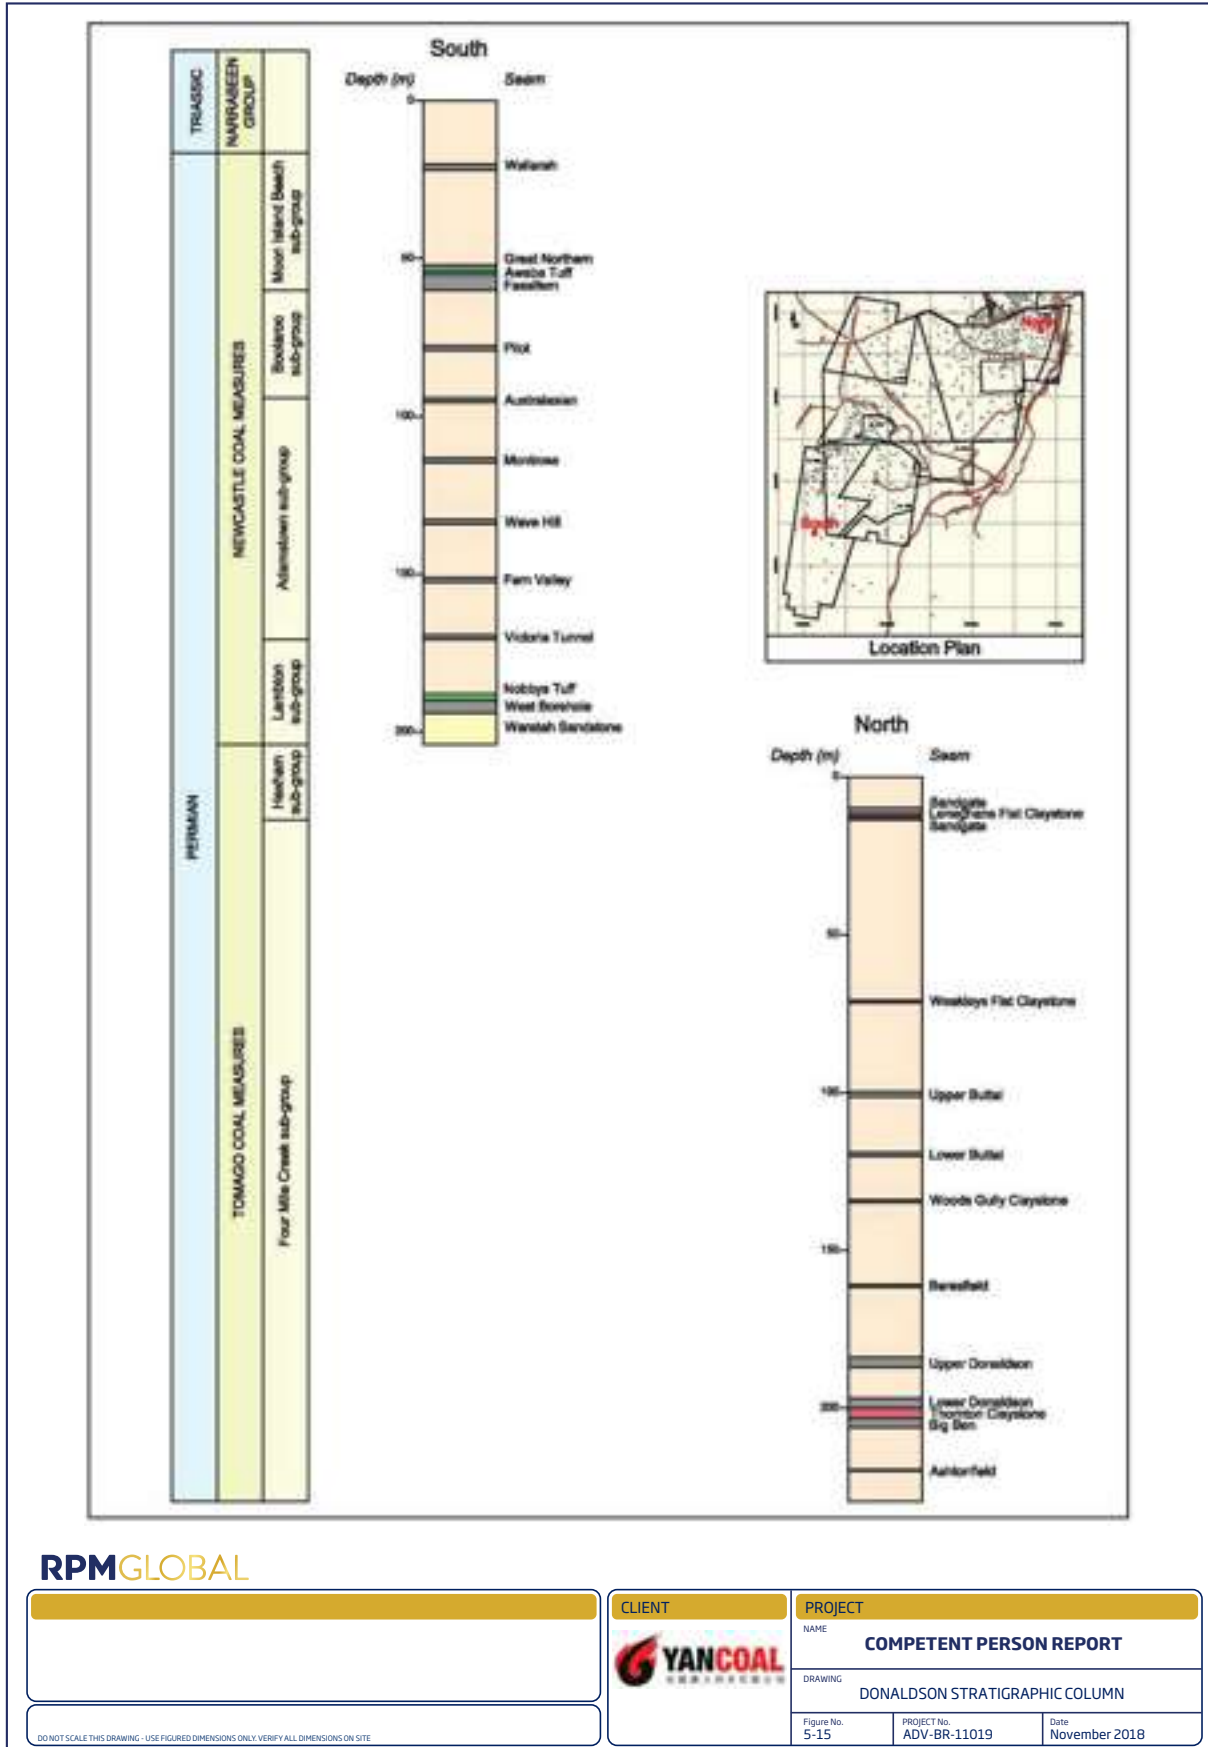 South
Depth (m)
Seam
0
Wallarah
50
Great Northern
Awaba Tuff
Fassifern
Pilot
Australasian
100
Montrose
Wave Hill
150
Fern Valley
Victoria Tunnel
Nobbys Tuff
West Borehole
200
Waratah Sandstone
TRIASSIC
PERMIAN
NARRABEEN
GROUP
NEWCASTLE COAL MEASURES
TOMAGO COAL MEASURES
Moon Island Beach
sub-group
Boolaroo
sub-group
Adamstown sub-group
Lambton
sub-group
Hexham
sub-group
Four Mile Creek sub-group
North
South
Location Plan
North
Depth (m)
Seam
0
Sandgate
Lenaghans Flat Claystone
Sandgate
50
Weakleys Flat Claystone
100
Upper Buttai
Lower Buttai
Woods Gully Claystone
150
Beresfield
Upper Donaldson
Lower Donaldson
200
Thornton Claystone
Big Ben
Ashtonfield
RPMGLOBAL
CLIENT
YANCOAL
PROJECT
NAME
COMPETENT PERSON REPORT
DRAWING
DONALDSON STRATIGRAPHIC COLUMN
Figure No.
5-15
PROJECT No.
ADV-BR-11019
Date
November 2018
DO NOT SCALE THIS DRAWING - USE FIGURED DIMENSIONS ONLY. VERIFY ALL DIMENSIONS ON SITE